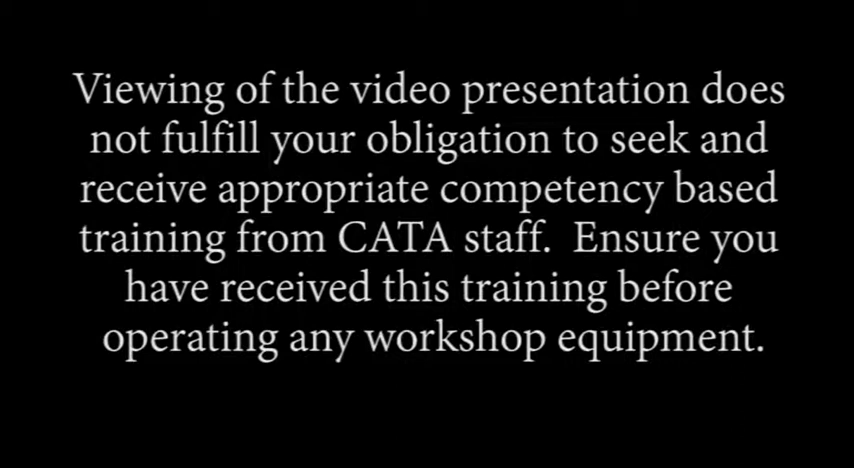 Viewing of the video presentation does
not fulfill your obligation to seek and
receive appropriate competency based
training from CATA staff.  Ensure you
have received this training before
operating any workshop equipment.